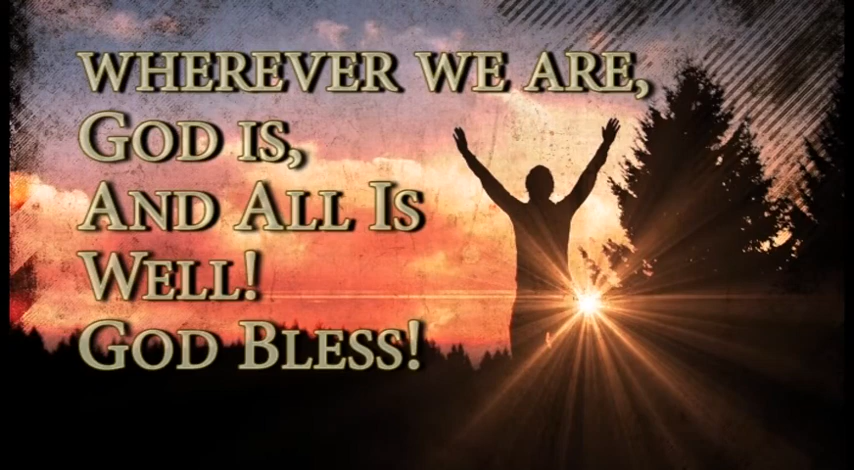 WHEREVER WE ARE,
GOD IS,
AND ALL IS
WELL!
GOD BLESS!